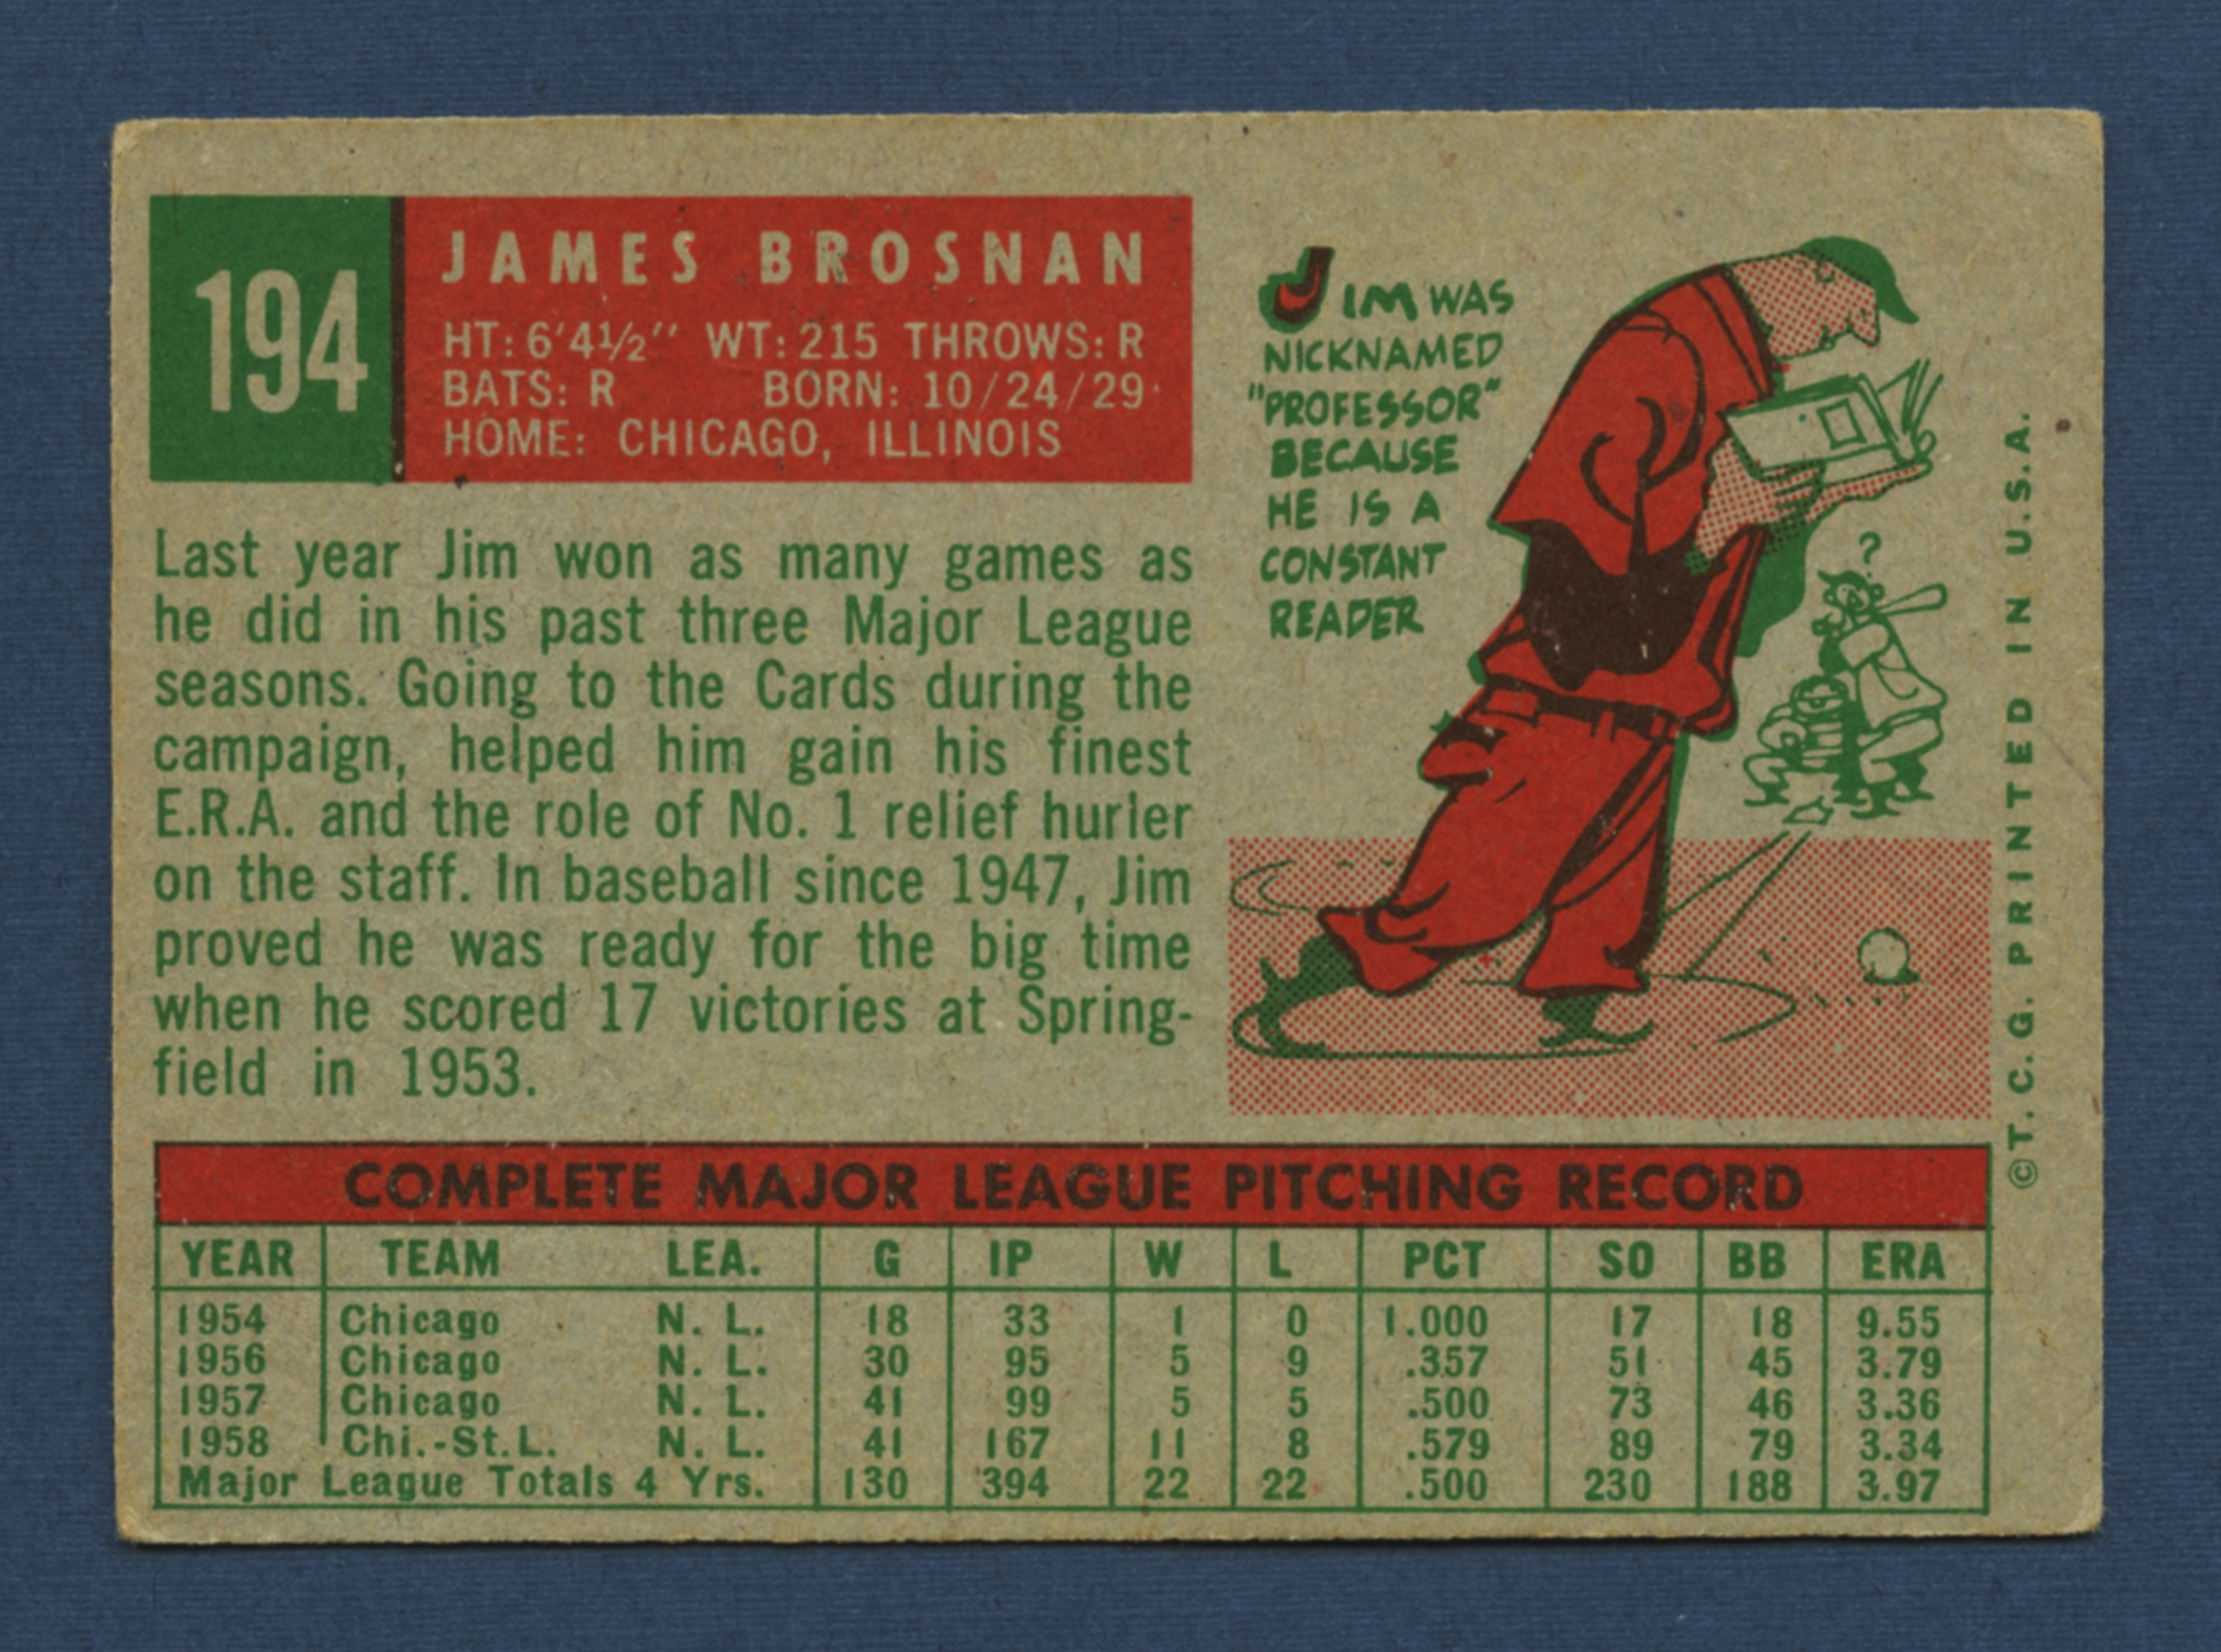 194
JAMES BROSNAN
HT: 6'4½" WT: 215 THROWS: R
BATS: R BORN: 10/24/29
HOME: CHICAGO, ILLINOIS
Last year Jim won as many games as
he did in his past three Major League
seasons. Going to the Cards during the
campaign, helped him gain his finest
E.R.A. and the role of No. 1 relief hurler
on the staff. In baseball since 1947, Jim
proved he was ready for the big time
when he scored 17 victories at Spring-
field in 1953.
JIM WAS
NICKNAMED
"PROFESSOR"
BECAUSE
HE IS A
CONSTANT
READER
?
©T.C.G. PRINTED IN U.S.A.
COMPLETE MAJOR LEAGUE PITCHING RECORD
YEAR TEAM LEA. G IP W L PCT SO BB ERA
1954 Chicago N. L. 18 33 1 0 1.000 17 18 9.55
1956 Chicago N. L. 30 95 5 9 .357 51 45 3.79
1957 Chicago N. L. 41 99 5 5 .500 73 46 3.36
1958 Chi.-St.L. N. L. 41 167 11 8 .579 89 79 3.34
Major League Totals 4 Yrs. 130 394 22 22 .500 230 188 3.97